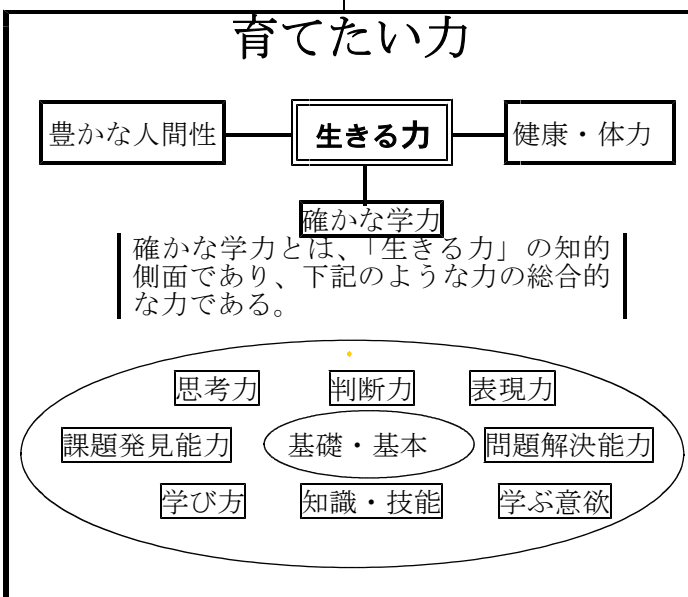 育てたい力
豊かな人間性
生きる力
健康・体力
確かな学力
確かな学力とは、「生きる力」の知的
側面であり、下記のような力の総合的
な力である。
思考力
判断力
表現力
課題発見能力
基礎・基本
問題解決能力
学び方
知識・技能
学ぶ意欲